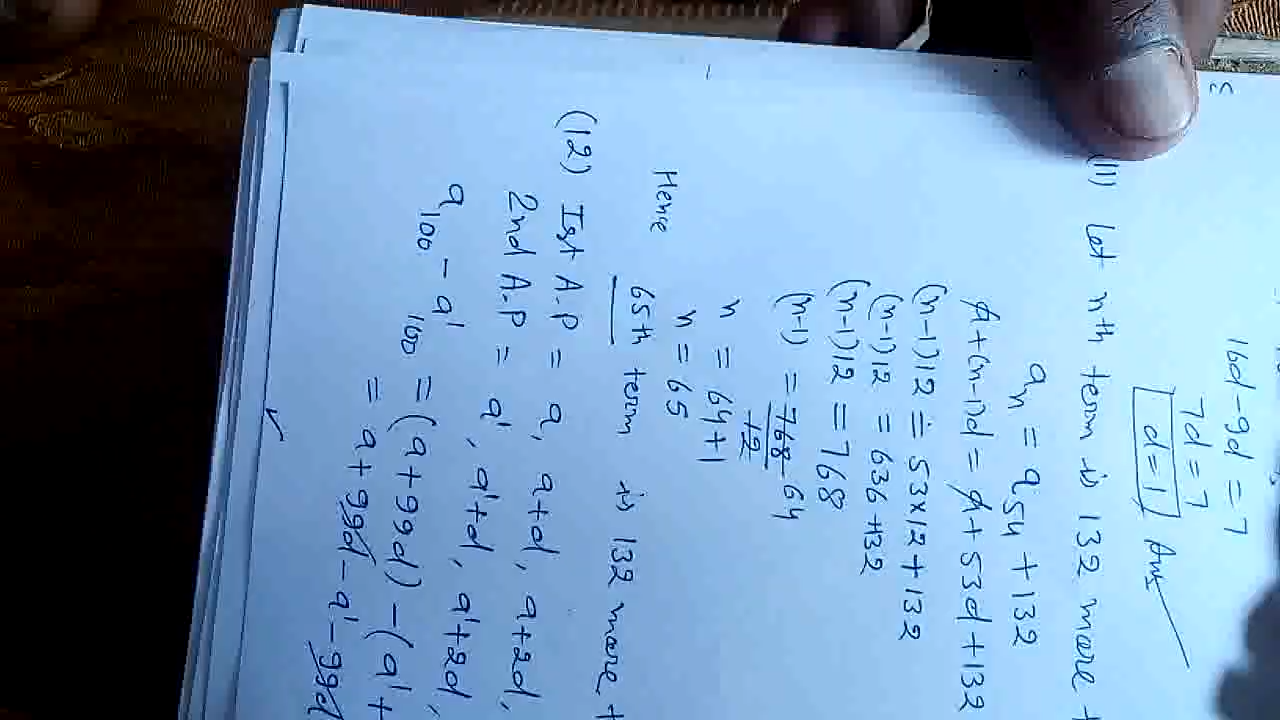 16d - 9d = 7
7d = 7
d = 1 Ans
(11) Let nth term is 132 more
an = a54 + 132
a + (n-1)d = a + 53d + 132
(n-1)12 = 53×12 + 132
(n-1)12 = 636 + 132
(n-1)12 = 768
(n-1) = 768/12 64
n = 64+1
n = 65
Hence 65th term is 132 more
(12) Ist A.P = a, a+d, a+2d,
2nd A.P = a', a'+d, a'+2d,
a100 - a'100 = (a+99d) - (a'+
= a+99d - a' - 99d